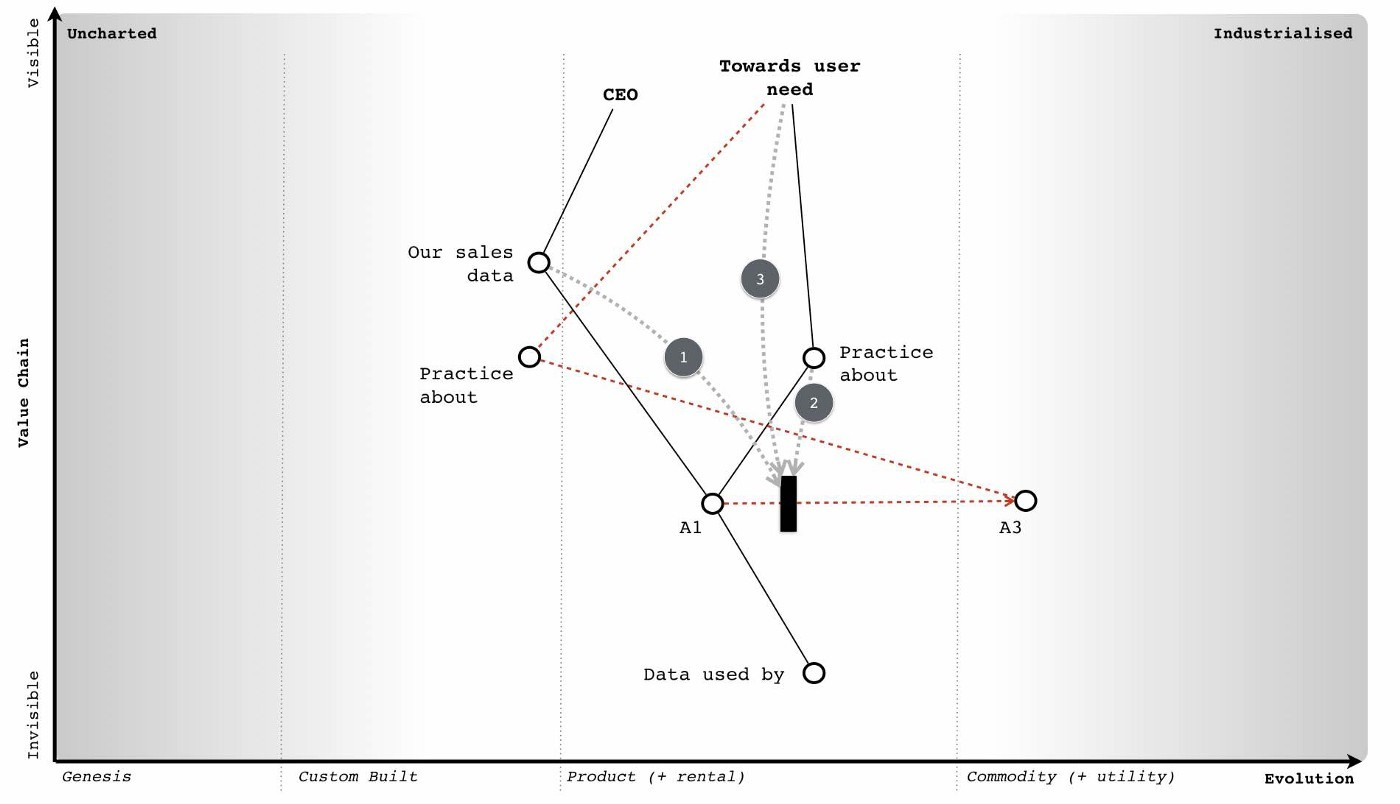 Visible
Uncharted
Industrialised
Towards user
need
CEO
Our sales
data
3
1
Practice
about
Practice
about
2
Value Chain
A1
A3
Data used by
Invisible
Genesis
Custom Built
Product (+ rental)
Commodity (+ utility)
Evolution